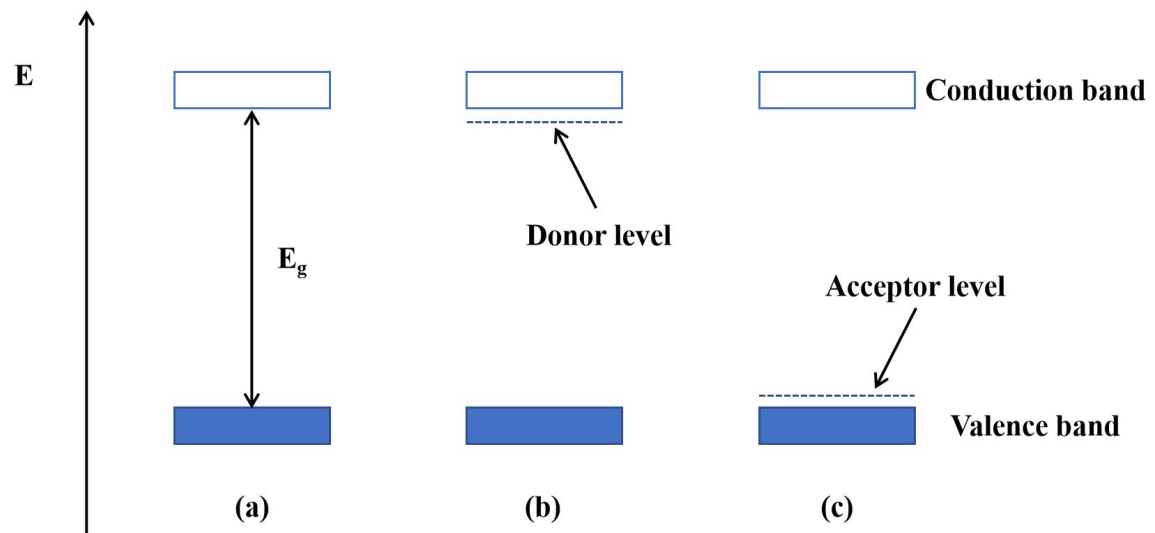 E
Conduction band
Donor level
E_g
Acceptor level
Valence band
(a)
(b)
(c)